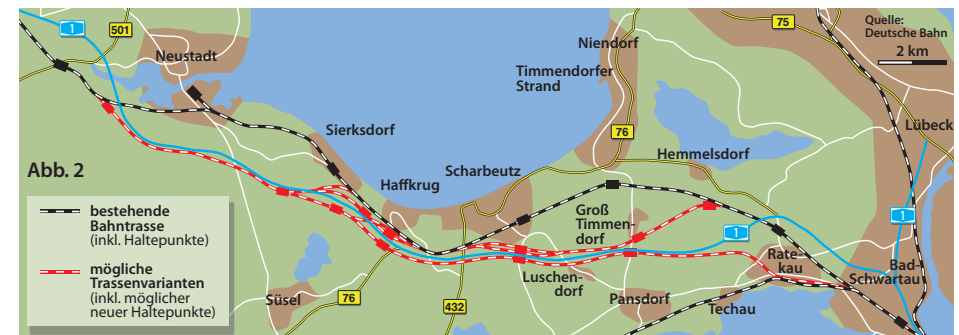 1
501
Neustadt
Niendorf
Timmendorfer
Strand
75
Quelle:
Deutsche Bahn
2 km
Lübeck
Sierksdorf
76
Hemmelsdorf
Abb. 2
Scharbeutz
Haffkrug
bestehende
Bahntrasse
(inkl. Haltepunkte)
mögliche
Trassenvarianten
(inkl. möglicher
neuer Haltepunkte)
Groß
Timmen-
dorf
1
1
Rate-
kau
Bad-
Schwartau
Luschen-
dorf
Süsel
76
432
Pansdorf
Techau